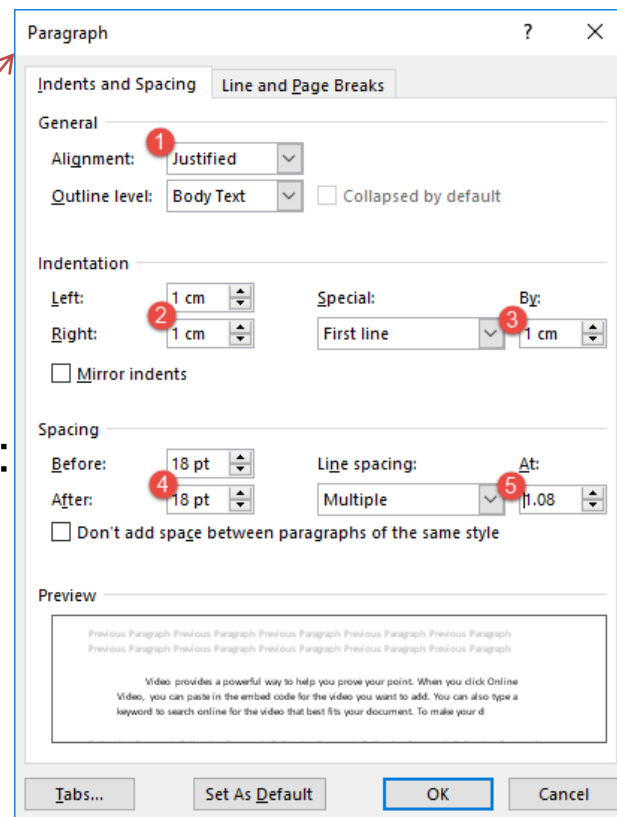 Paragraph ? ×
Indents and Spacing Line and Page Breaks
General
1
Alignment: Justified
Outline level: Body Text Collapsed by default
Indentation
Left: 1 cm Special: By:
2 3
Right: 1 cm First line 1 cm
Mirror indents
:
Spacing
Before: 18 pt Line spacing: At:
4 5
After: 18 pt Multiple 1.08
Don't add space between paragraphs of the same style
Preview
Previous Paragraph Previous Paragraph Previous Paragraph Previous Paragraph Previous Paragraph
Previous Paragraph Previous Paragraph Previous Paragraph Previous Paragraph Previous Paragraph
Video provides a powerful way to help you prove your point. When you click Online
Video, you can paste in the embed code for the video you want to add. You can also type a
keyword to search online for the video that best fits your document. To make your d
Tabs... Set As Default OK Cancel